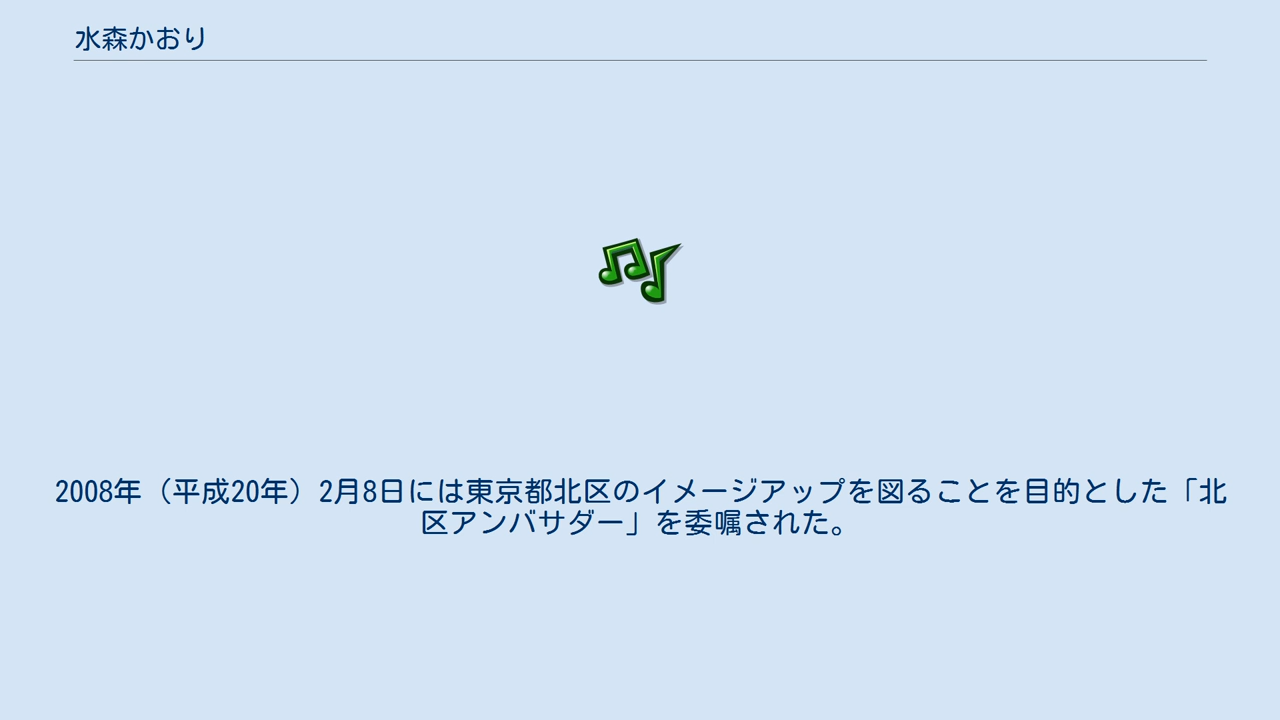 水森かおり
2008年（平成20年）2月8日には東京都北区のイメージアップを図ることを目的とした「北
区アンバサダー」を委嘱された。